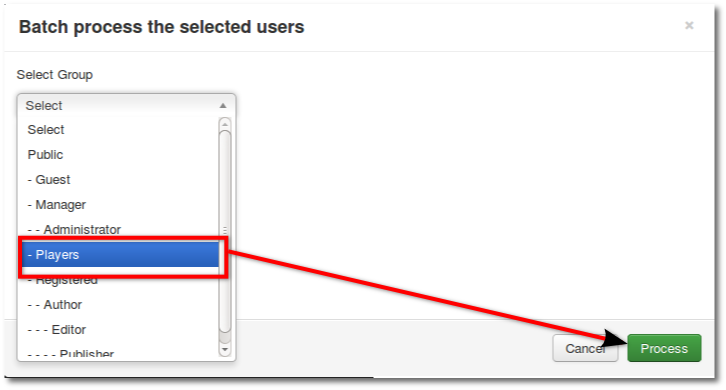 Batch process the selected users
×
Select Group
Select
Select
Public
- Guest
- Manager
- - Administrator
- Players
- Registered
- - Author
- - - Editor
- - - - Publisher
Cancel
Process